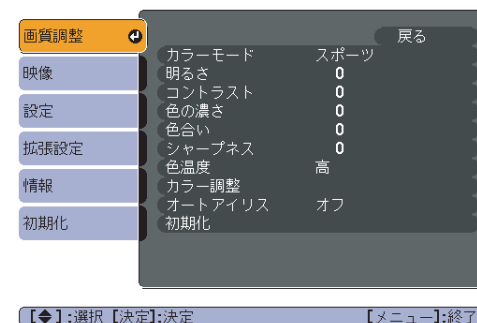 画質調整
映像
設定
拡張設定
情報
初期化
戻る
カラーモード スポーツ
明るさ 0
コントラスト 0
色の濃さ 0
色合い 0
シャープネス 0
色温度 高
カラー調整
オートアイリス オフ
初期化
【◆】:選択 【決定】:決定 【メニュー】:終了